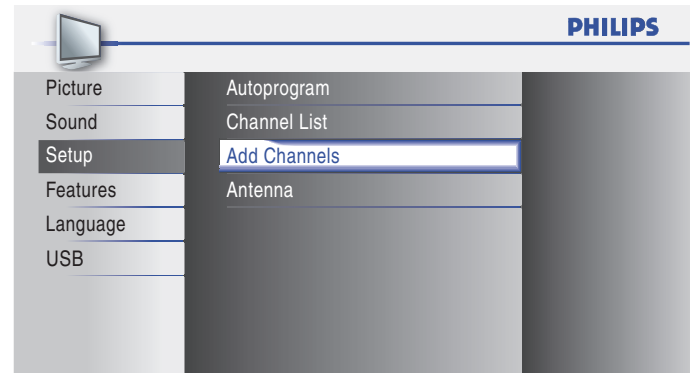 PHILIPS
Picture
Sound
Setup
Features
Language
USB
Autoprogram
Channel List
Add Channels
Antenna